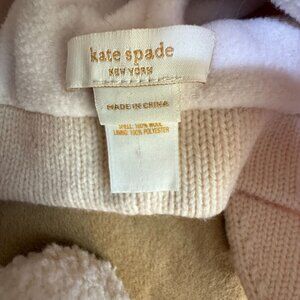 kate spade
NEW YORK
MADE IN CHINA
SHELL: 100% WOOL
LINING: 100% POLYESTER